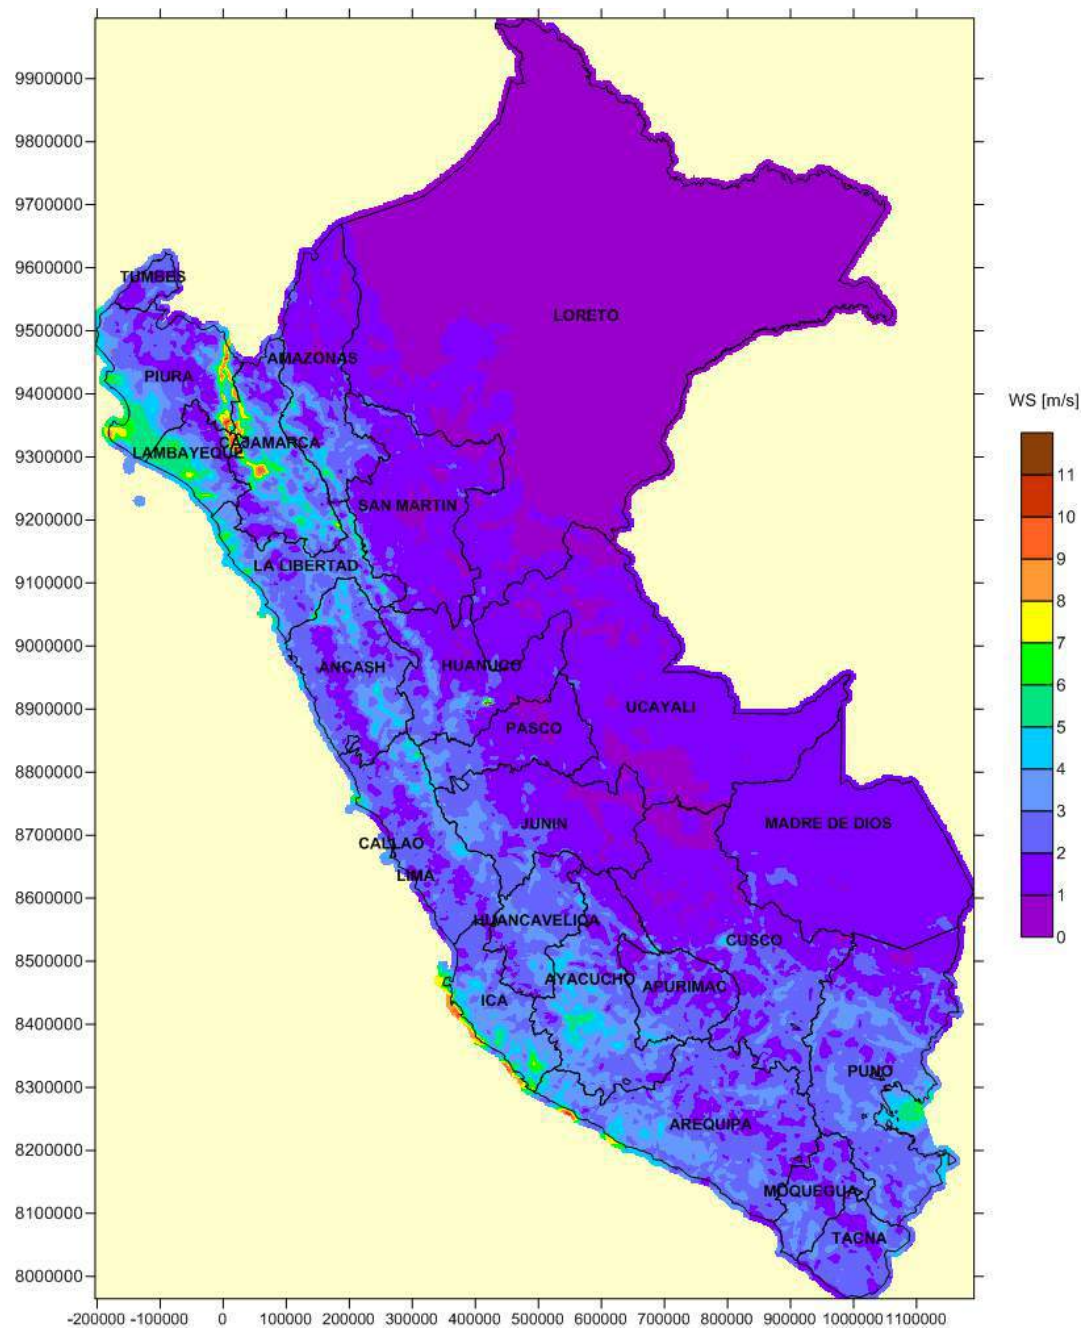 9900000
9800000
9700000
9600000
9500000
9400000
9300000
9200000
9100000
9000000
8900000
8800000
8700000
8600000
8500000
8400000
8300000
8200000
8100000
8000000
TUMBES
LORETO
AMAZONAS
PIURA
CAJAMARCA
LAMBAYEQUE
SAN MARTIN
LA LIBERTAD
ANCASH
HUANUCO
UCAYALI
PASCO
JUNIN
MADRE DE DIOS
CALLAO
LIMA
HUANCAVELICA
CUSCO
AYACUCHO
APURIMAC
ICA
PUNO
AREQUIPA
MOQUEGUA
TACNA
WS [m/s]
11
10
9
8
7
6
5
4
3
2
1
0
-200000 -100000 0 100000 200000 300000 400000 500000 600000 700000 800000 900000 1000000 1100000